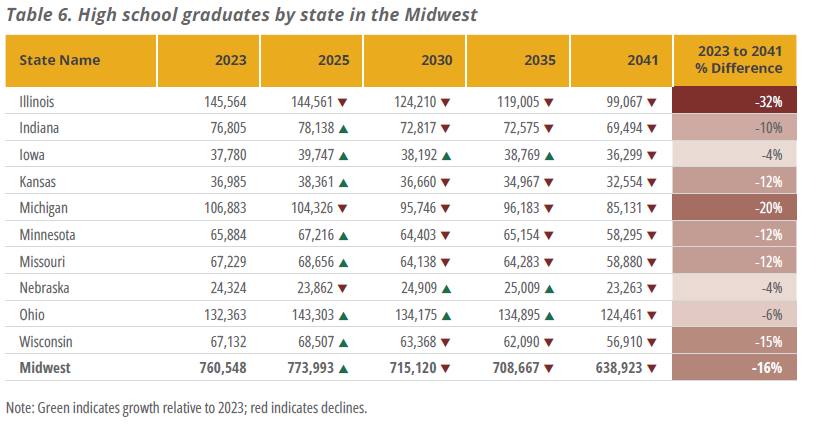 Table 6. High school graduates by state in the Midwest
State Name 2023 2025 2030 2035 2041 2023 to 2041 % Difference
Illinois 145,564 144,561 ▼ 124,210 ▼ 119,005 ▼ 99,067 ▼ -32%
Indiana 76,805 78,138 ▲ 72,817 ▼ 72,575 ▼ 69,494 ▼ -10%
Iowa 37,780 39,747 ▲ 38,192 ▲ 38,769 ▲ 36,299 ▼ -4%
Kansas 36,985 38,361 ▲ 36,660 ▼ 34,967 ▼ 32,554 ▼ -12%
Michigan 106,883 104,326 ▼ 95,746 ▼ 96,183 ▼ 85,131 ▼ -20%
Minnesota 65,884 67,216 ▲ 64,403 ▼ 65,154 ▼ 58,295 ▼ -12%
Missouri 67,229 68,656 ▲ 64,138 ▼ 64,283 ▼ 58,880 ▼ -12%
Nebraska 24,324 23,862 ▼ 24,909 ▲ 25,009 ▲ 23,263 ▼ -4%
Ohio 132,363 143,303 ▲ 134,175 ▲ 134,895 ▲ 124,461 ▼ -6%
Wisconsin 67,132 68,507 ▲ 63,368 ▼ 62,090 ▼ 56,910 ▼ -15%
Midwest 760,548 773,993 ▲ 715,120 ▼ 708,667 ▼ 638,923 ▼ -16%
Note: Green indicates growth relative to 2023; red indicates declines.